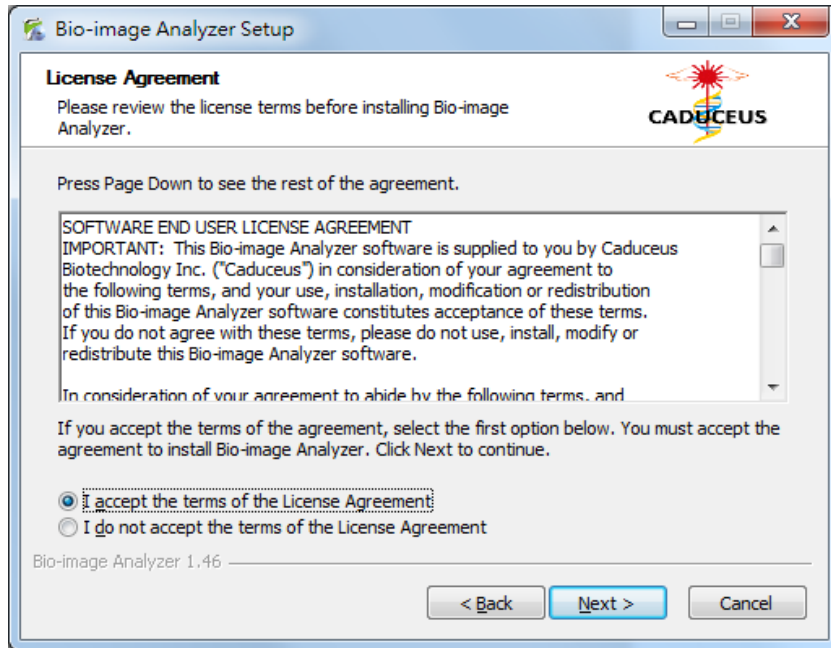 Bio-image Analyzer Setup
License Agreement
Please review the license terms before installing Bio-image
Analyzer.
CADUCEUS
Press Page Down to see the rest of the agreement.
SOFTWARE END USER LICENSE AGREEMENT
IMPORTANT:  This Bio-image Analyzer software is supplied to you by Caduceus
Biotechnology Inc. ("Caduceus") in consideration of your agreement to
the following terms, and your use, installation, modification or redistribution
of this Bio-image Analyzer software constitutes acceptance of these terms.
If you do not agree with these terms, please do not use, install, modify or
redistribute this Bio-image Analyzer software.
In consideration of your agreement to abide by the following terms, and
If you accept the terms of the agreement, select the first option below. You must accept the
agreement to install Bio-image Analyzer. Click Next to continue.
I accept the terms of the License Agreement
I do not accept the terms of the License Agreement
Bio-image Analyzer 1.46
< Back Next > Cancel